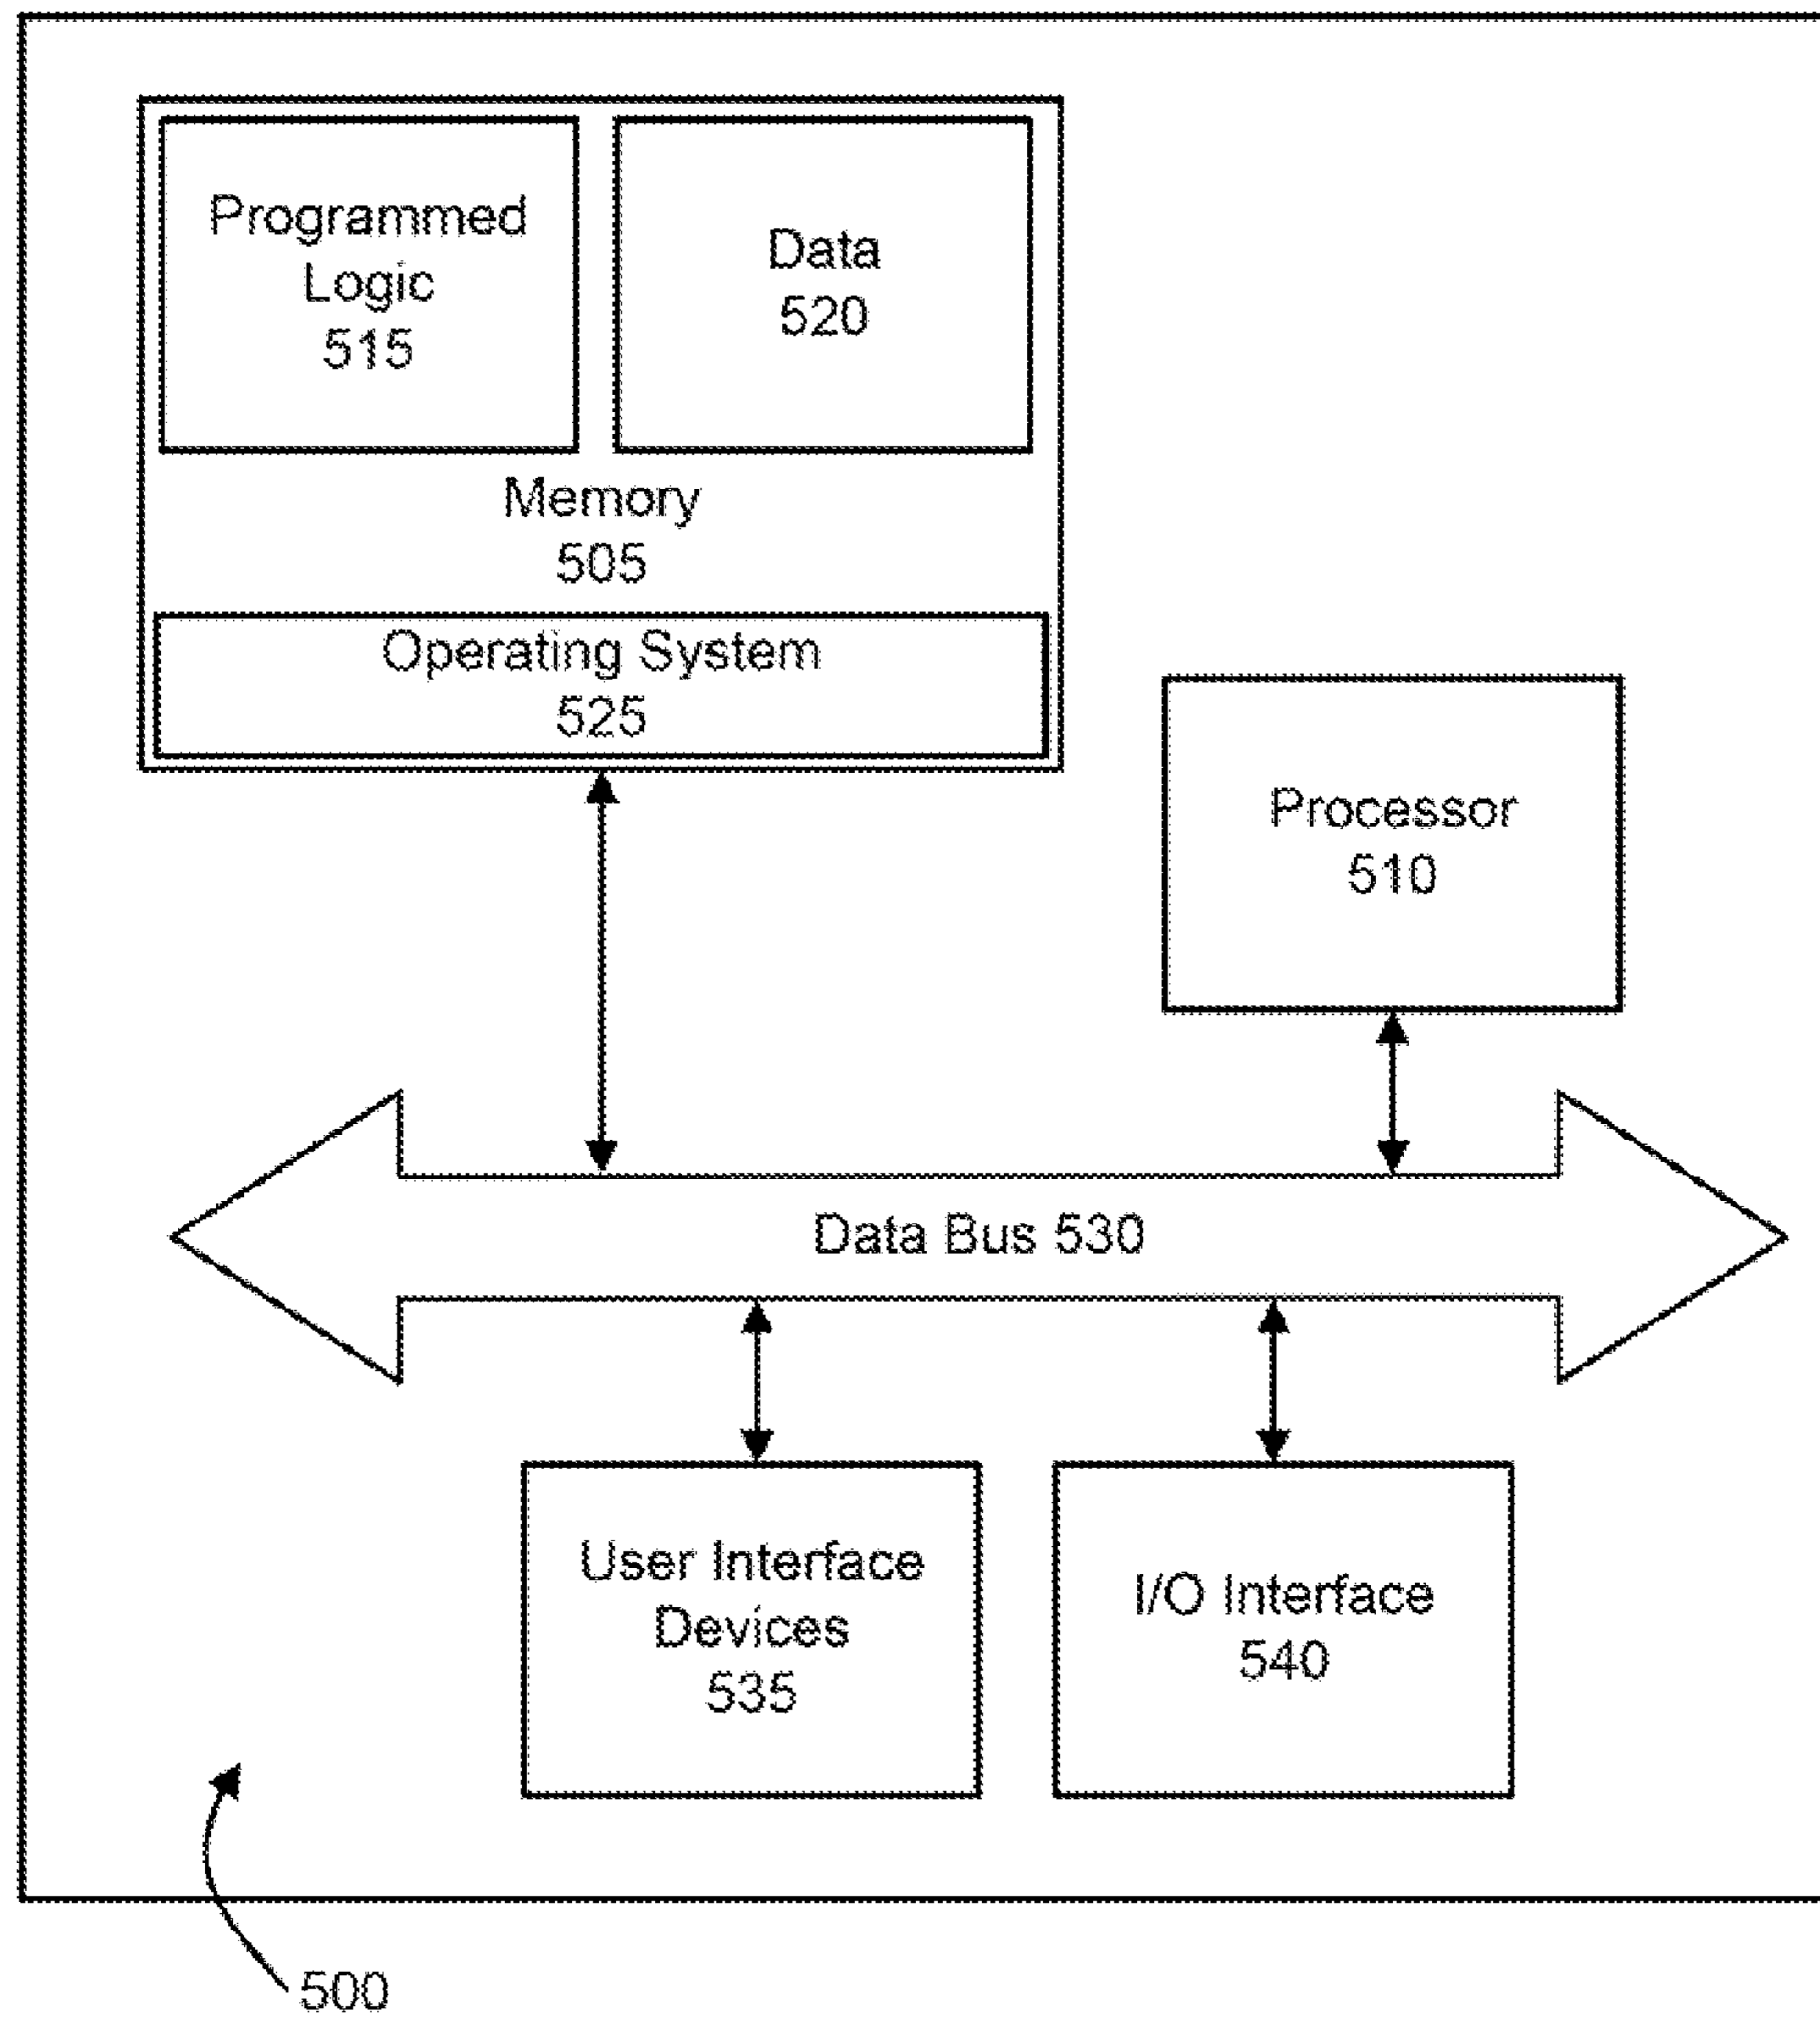 Programmed
Logic
515
Data
520
Memory
505
Operating System
525
Processor
510
Data Bus 530
User Interface
Devices
535
I/O Interface
540
500